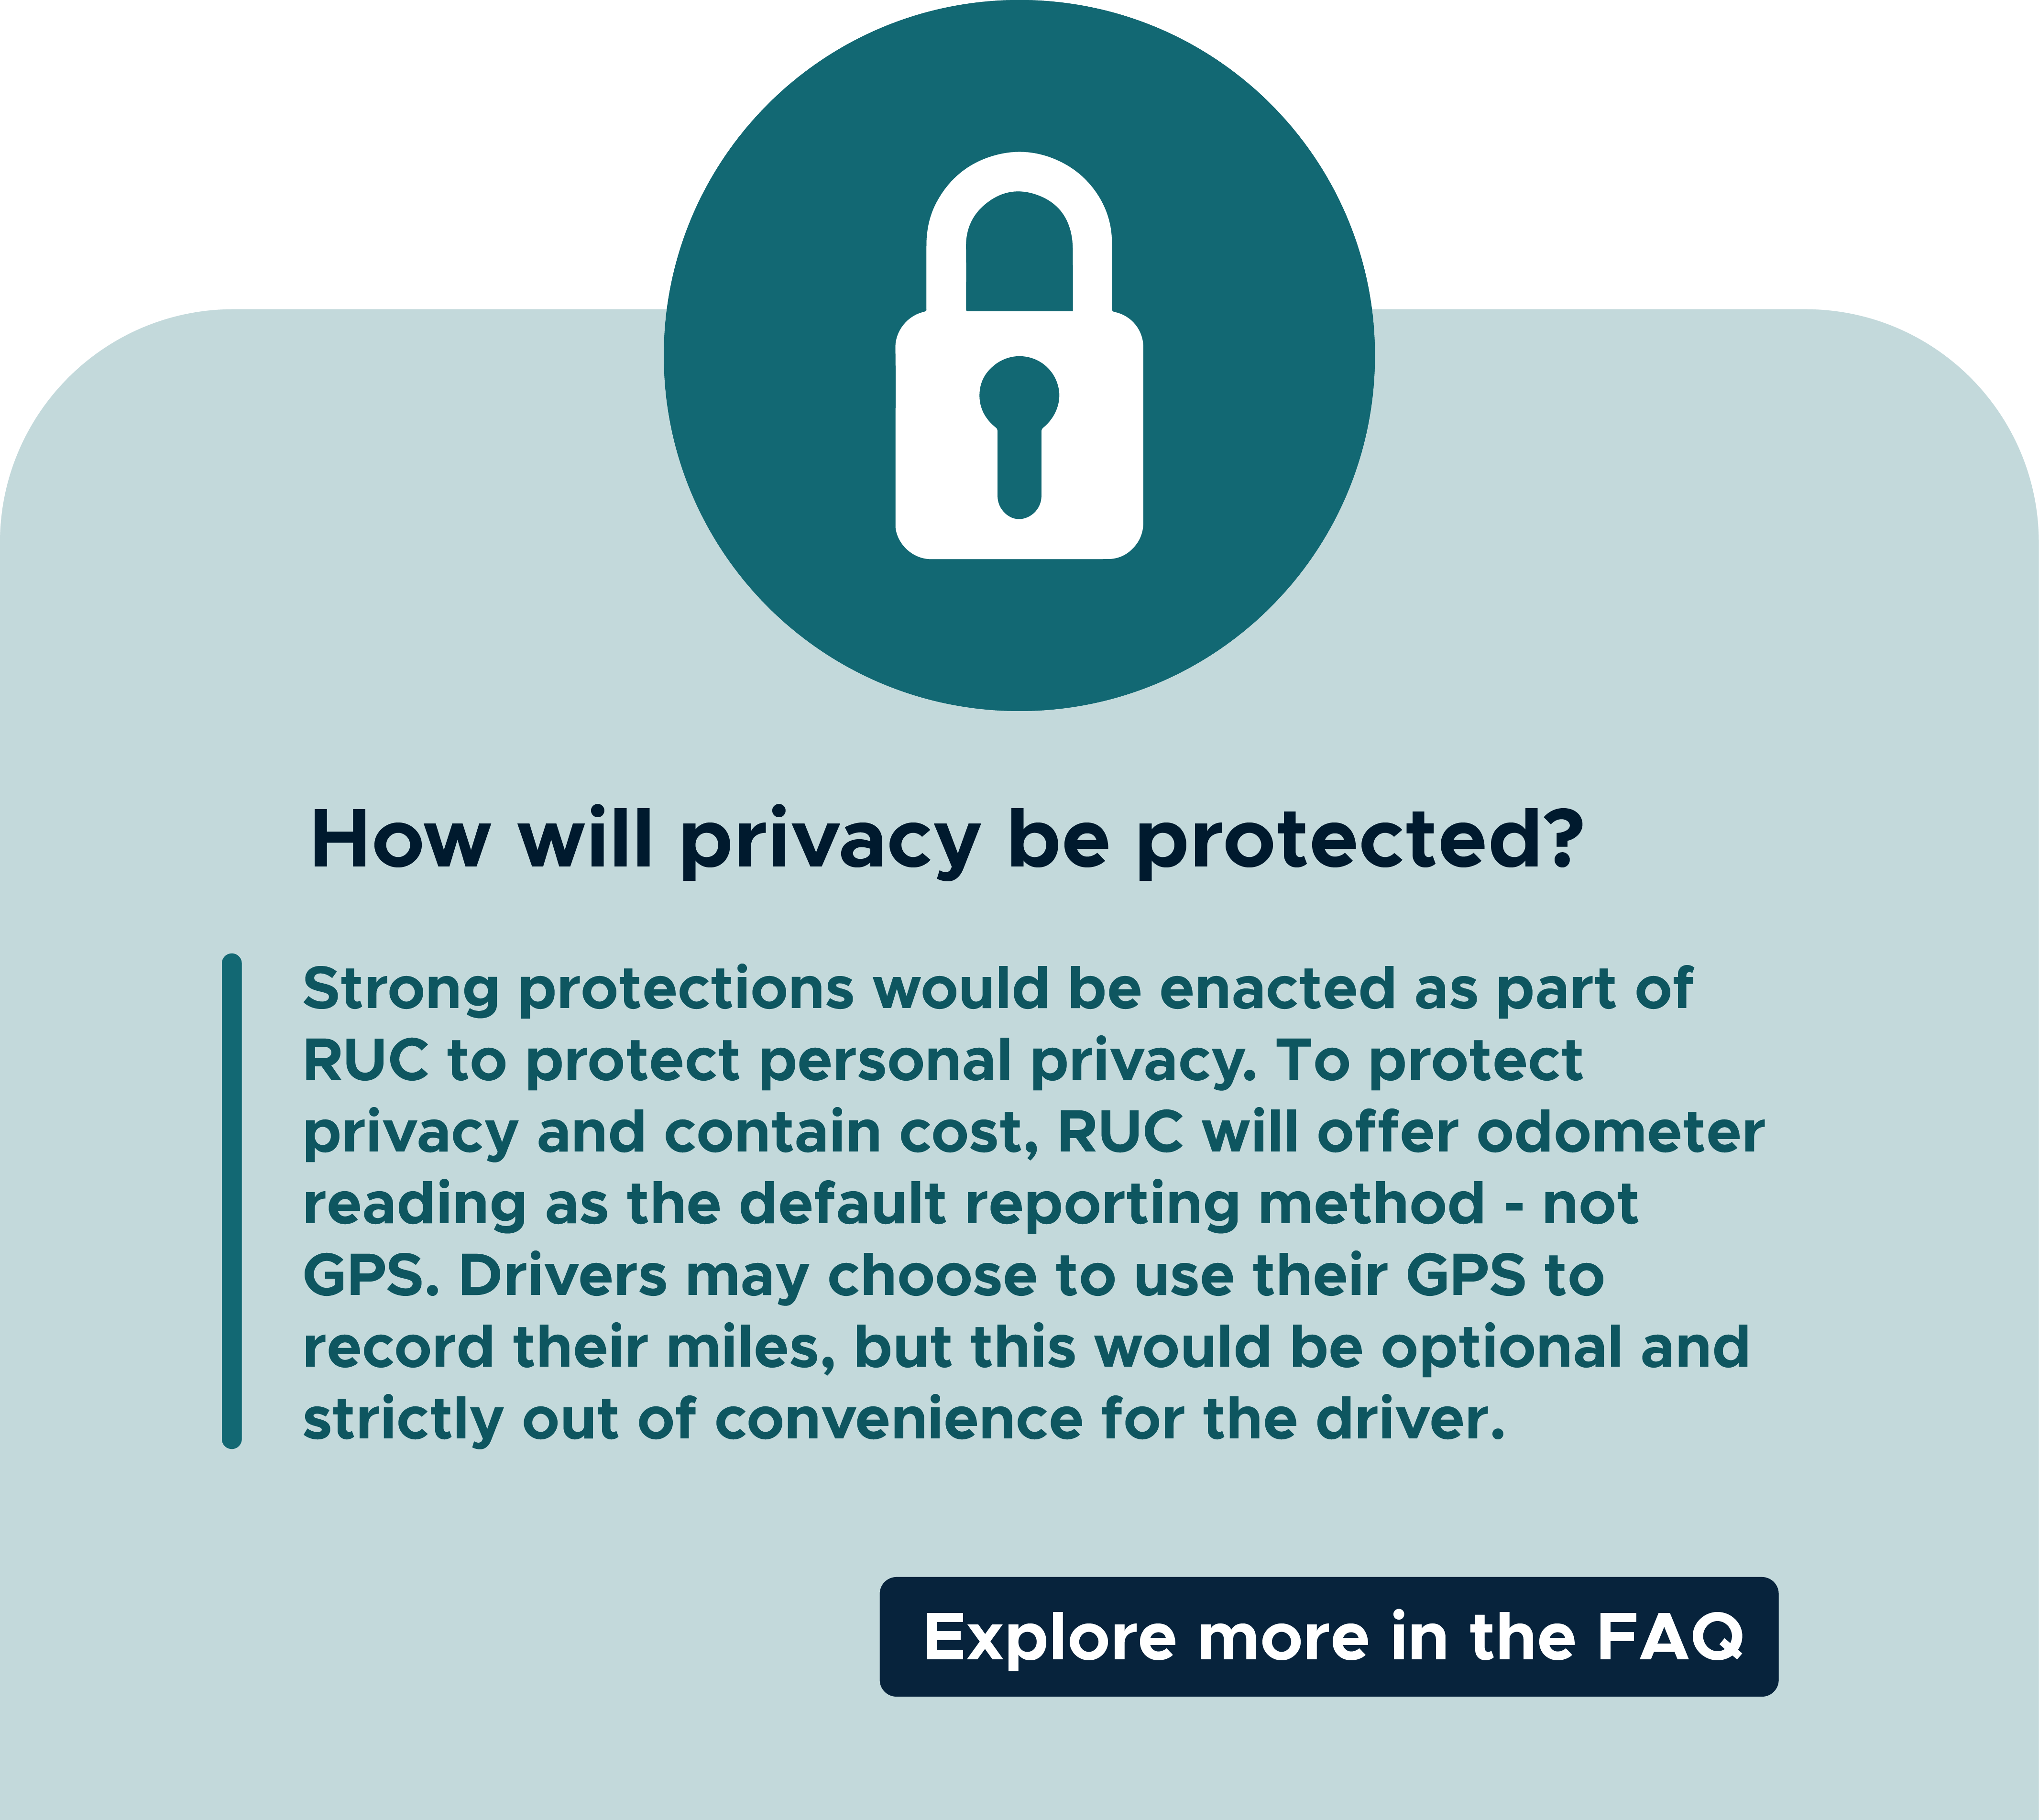 How will privacy be protected?
Strong protections would be enacted as part of
RUC to protect personal privacy. To protect
privacy and contain cost, RUC will offer odometer
reading as the default reporting method - not
GPS. Drivers may choose to use their GPS to
record their miles, but this would be optional and
strictly out of convenience for the driver.
Explore more in the FAQ